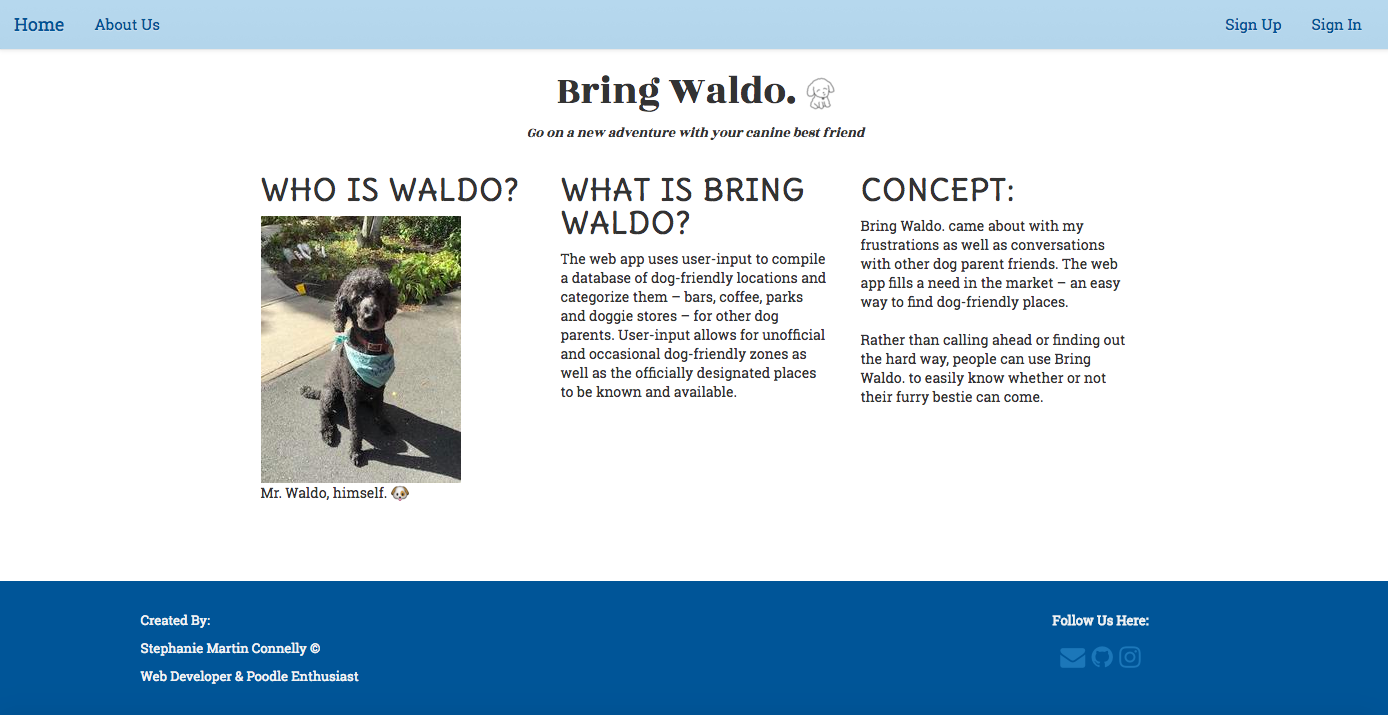 Home About Us Sign Up Sign In
Bring Waldo.
Go on a new adventure with your canine best friend
WHO IS WALDO?
Mr. Waldo, himself. 🐶
WHAT IS BRING
WALDO?
The web app uses user-input to compile
a database of dog-friendly locations and
categorize them – bars, coffee, parks
and doggie stores – for other dog
parents. User-input allows for unofficial
and occasional dog-friendly zones as
well as the officially designated places
to be known and available.
CONCEPT:
Bring Waldo. came about with my
frustrations as well as conversations
with other dog parent friends. The web
app fills a need in the market – an easy
way to find dog-friendly places.
Rather than calling ahead or finding out
the hard way, people can use Bring
Waldo. to easily know whether or not
their furry bestie can come.
Created By:
Stephanie Martin Connelly ©
Web Developer & Poodle Enthusiast
Follow Us Here: